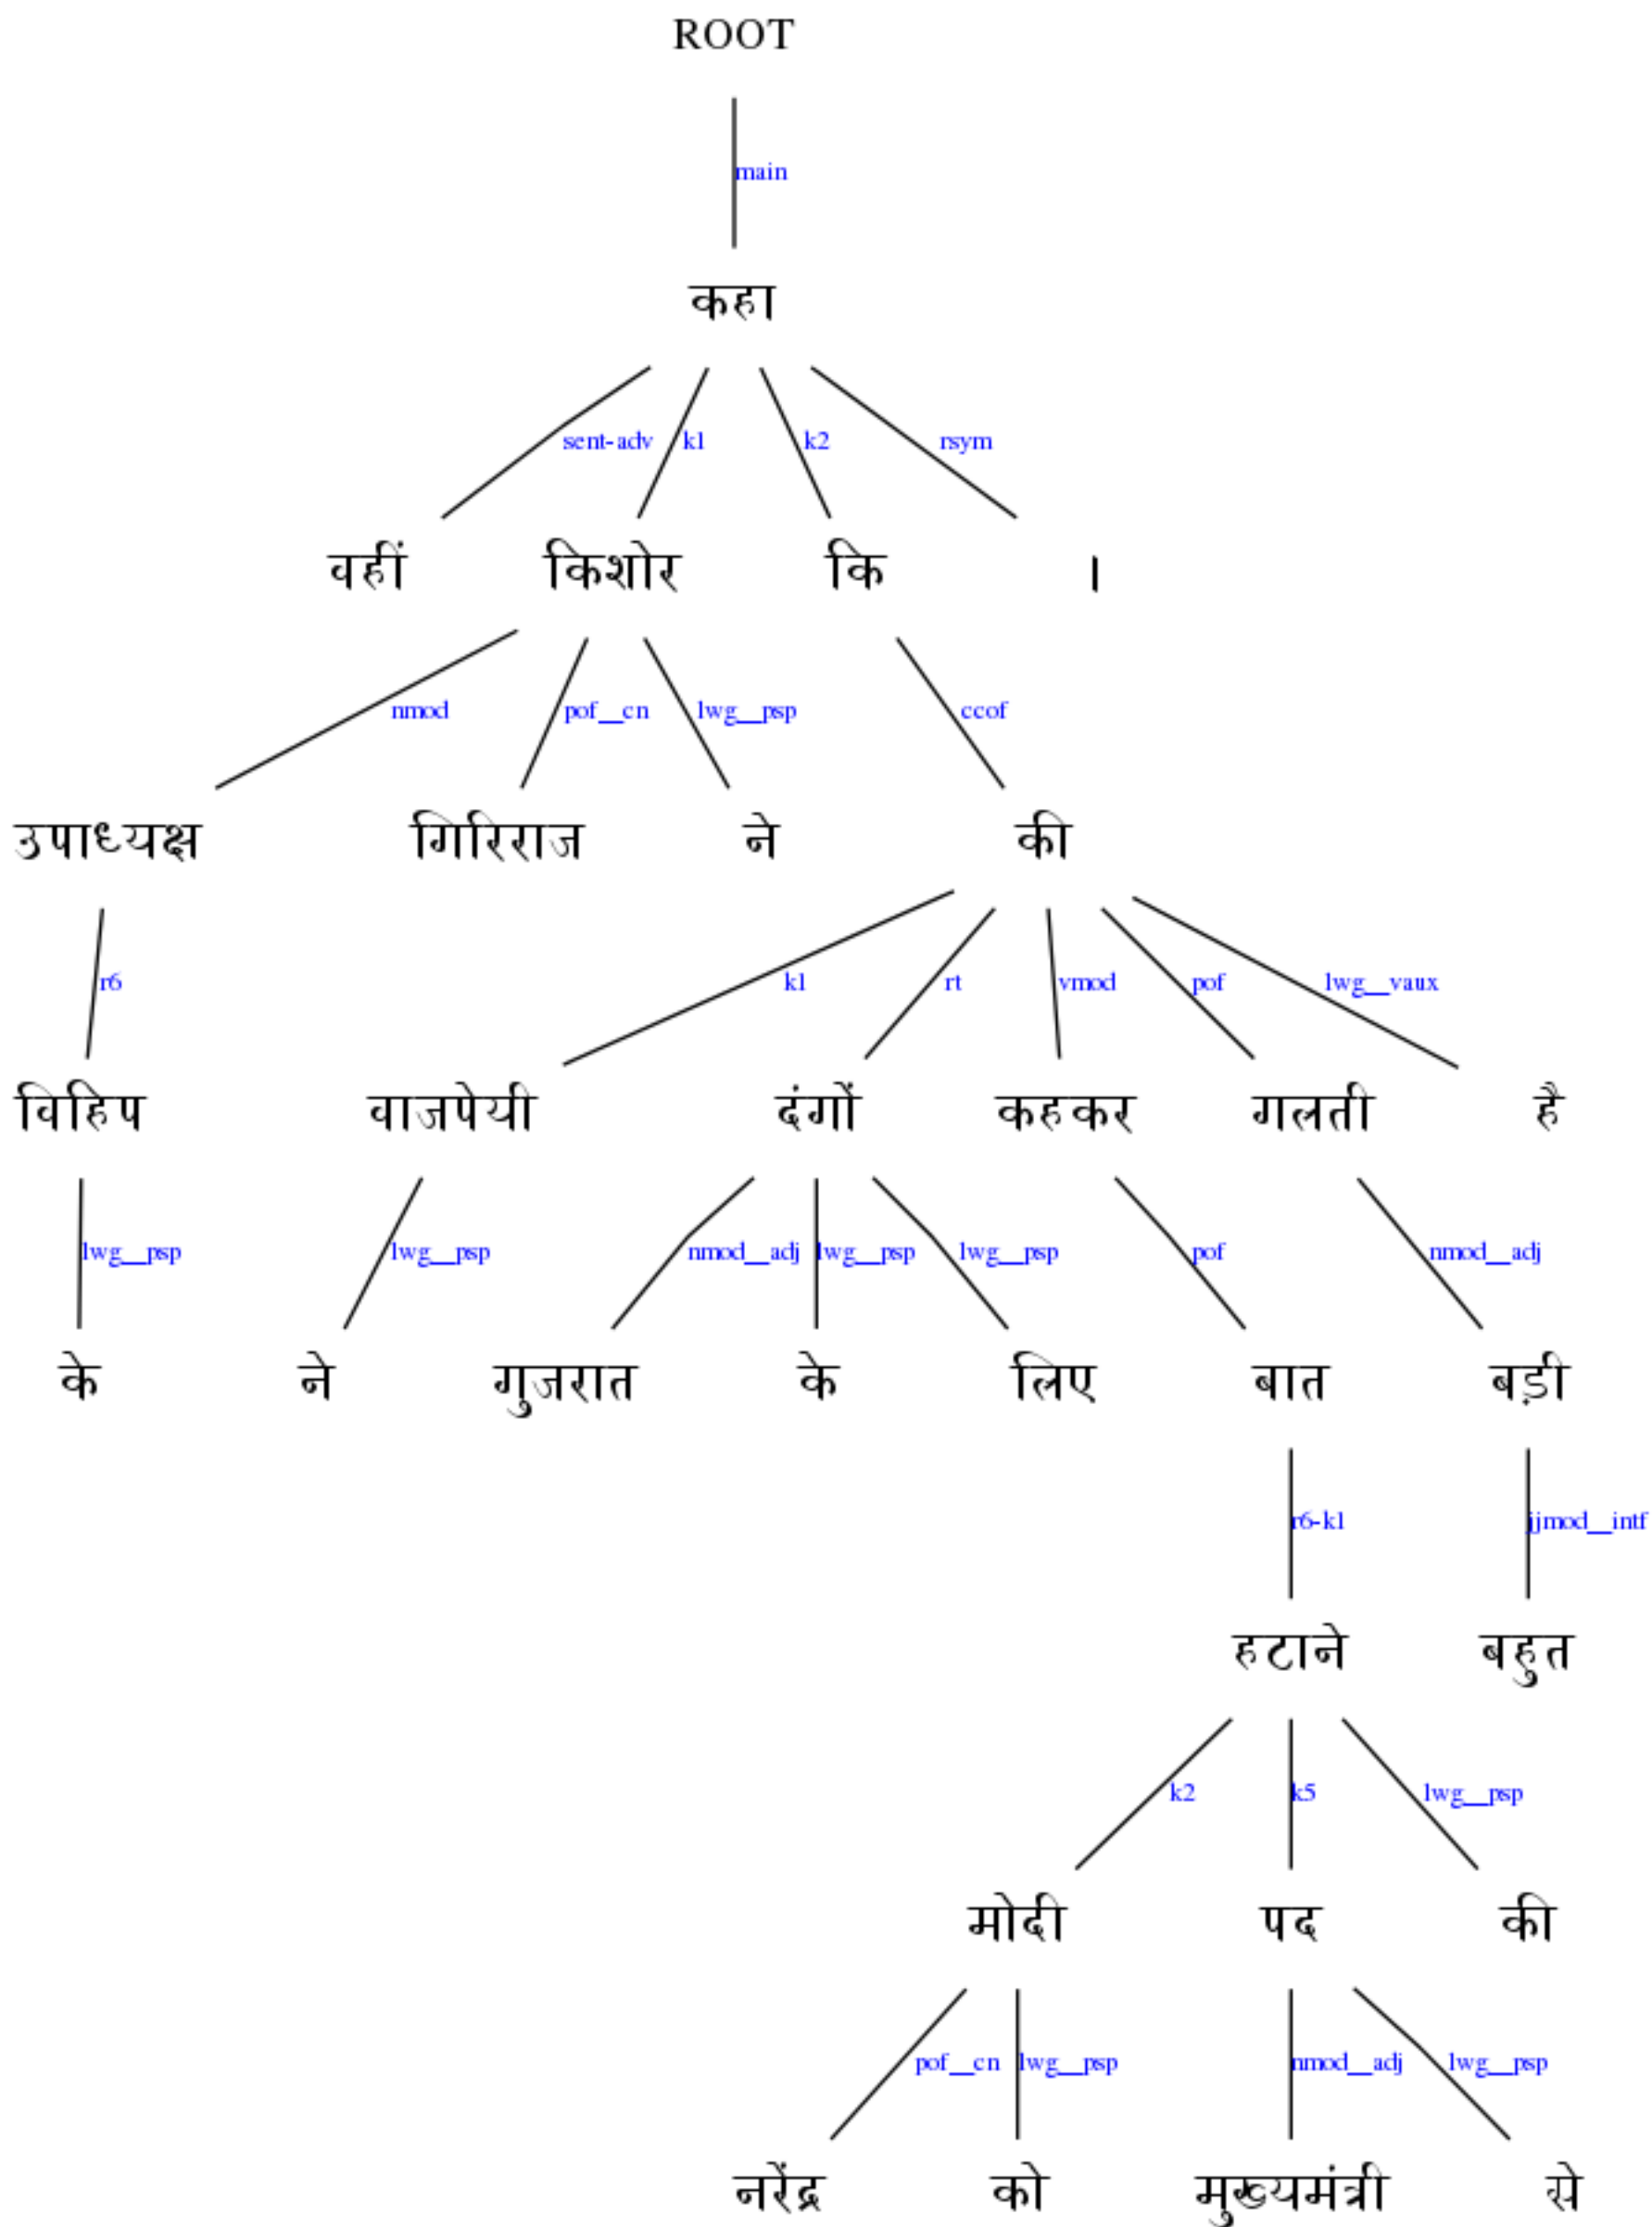 ROOT
main
कहा
sent-adv k1 k2 rsym
वहीं किशोर कि ।
nmod pof__cn lwg__psp ccof
उपाध्यक्ष गिरिराज ने की
r6 k1 rt vmod pof lwg__vaux
विहिप वाजपेयी दंगों कहकर गलती है
lwg__psp lwg__psp nmod__adj lwg__psp lwg__psp pof nmod__adj
के ने गुजरात के लिए बात बड़ी
r6-k1 jjmod__intf
हटाने बहुत
k2 k5 lwg__psp
मोदी पद की
pof__cn lwg__psp nmod__adj lwg__psp
नरेंद्र को मुख्यमंत्री से